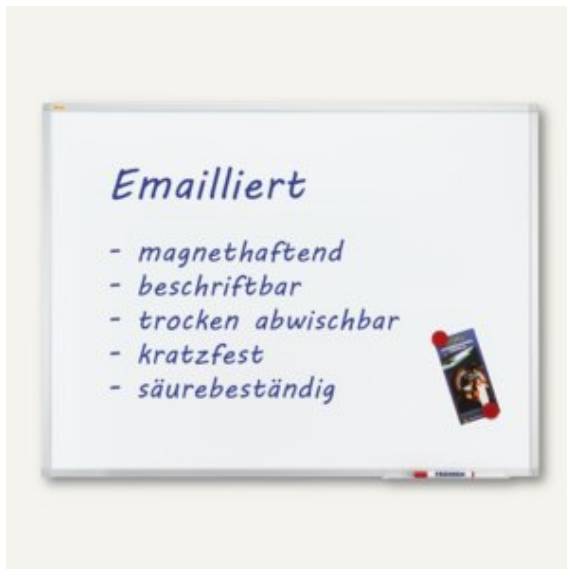 Emailliert
- magnethaftend
- beschriftbar
- trocken abwischbar
- kratzfest
- säurebeständig